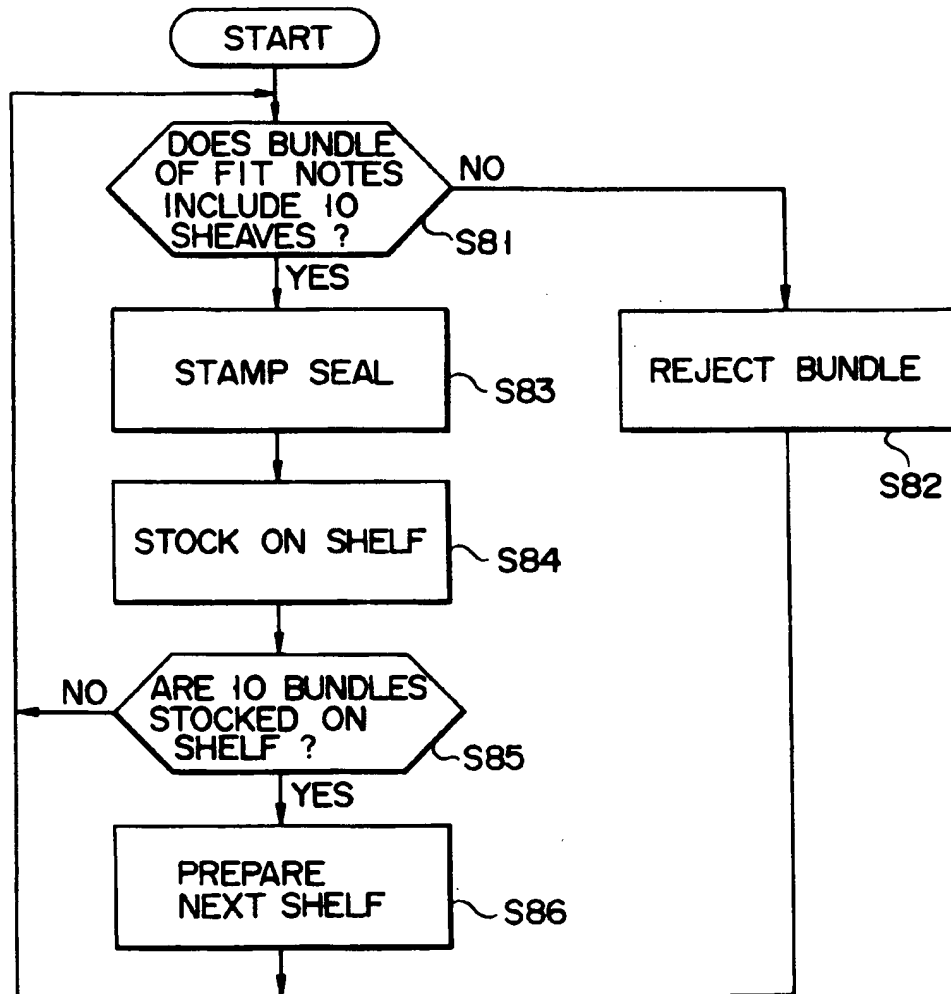 START
DOES BUNDLE
OF FIT NOTES
INCLUDE 10
SHEAVES ?
NO
S81
YES
STAMP SEAL
S83
REJECT BUNDLE
S82
STOCK ON SHELF
S84
ARE 10 BUNDLES
STOCKED ON
SHELF ?
NO
S85
YES
PREPARE
NEXT SHELF
S86